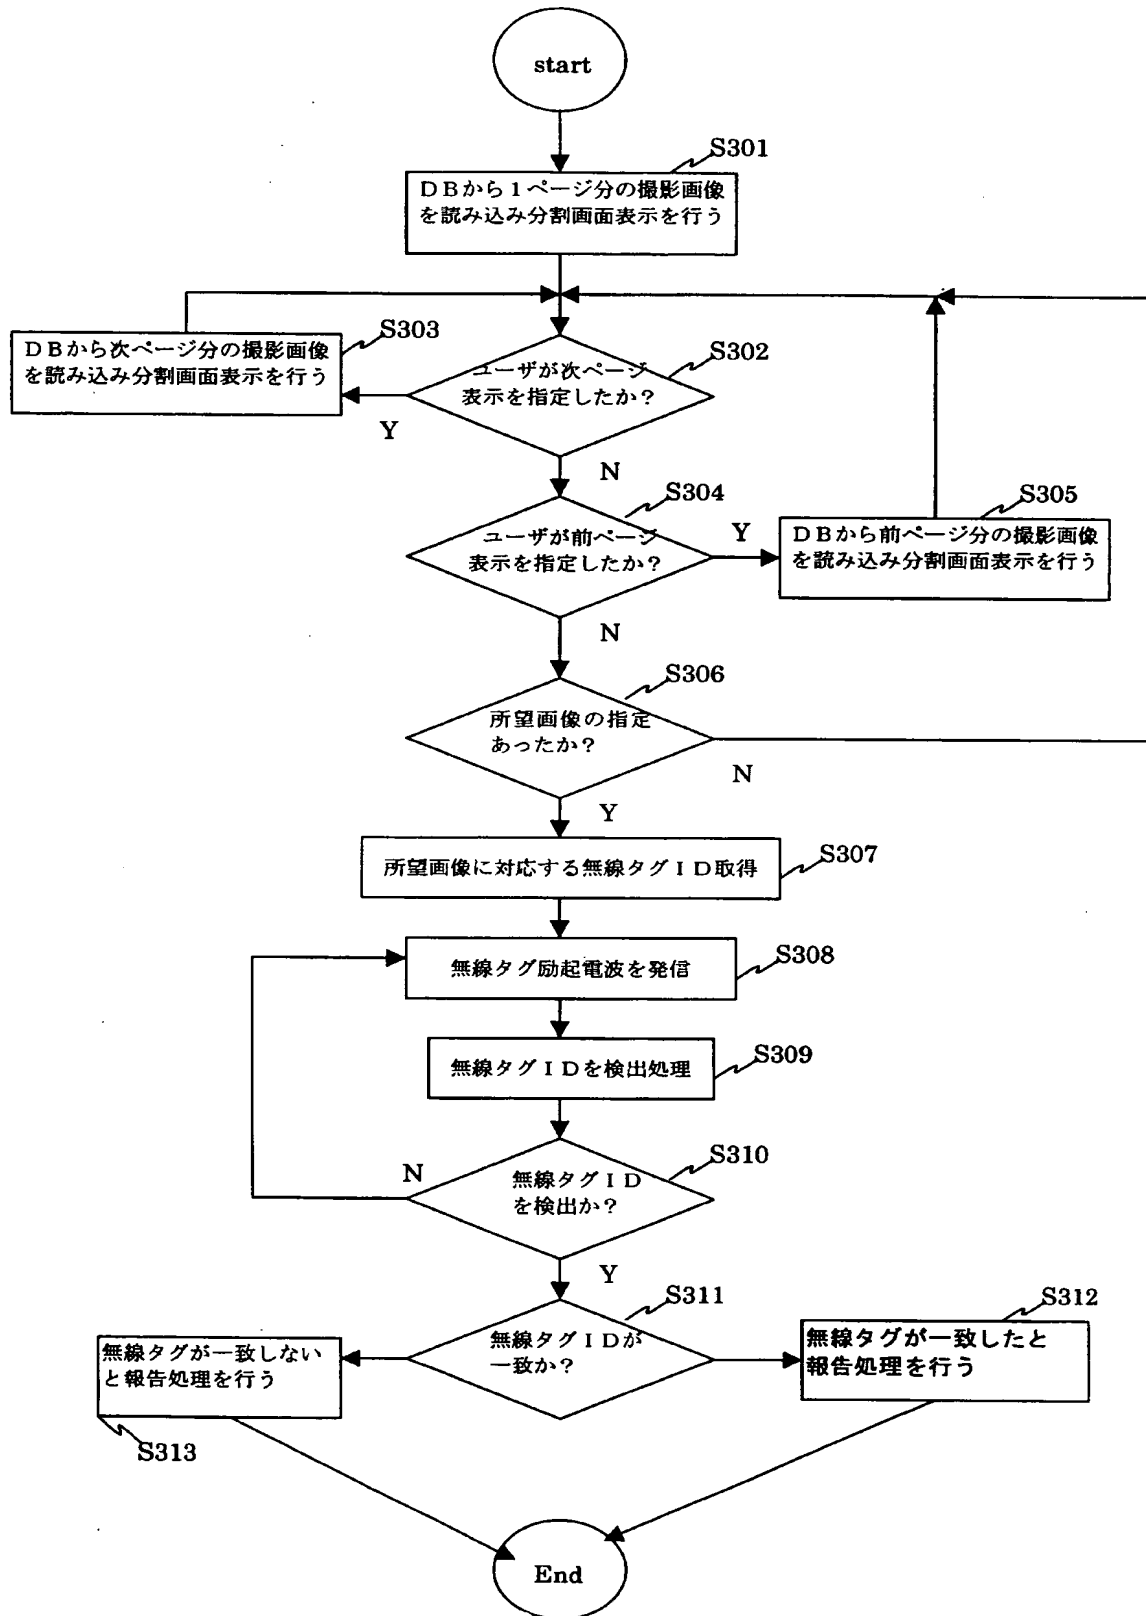 start
S301
DBから1ページ分の撮影画像
を読み込み分割画面表示を行う
S303
DBから次ページ分の撮影画像
を読み込み分割画面表示を行う
S302
ユーザが次ページ
表示を指定したか?
Y
N
S304
ユーザが前ページ
表示を指定したか?
Y
S305
DBから前ページ分の撮影画像
を読み込み分割画面表示を行う
N
S306
所望画像の指定
あったか?
N
Y
S307
所望画像に対応する無線タグID取得
S308
無線タグ励起電波を発信
S309
無線タグIDを検出処理
S310
N
無線タグID
を検出か?
Y
S311
無線タグIDが
一致か?
S312
無線タグが一致したと
報告処理を行う
無線タグが一致しない
と報告処理を行う
S313
End